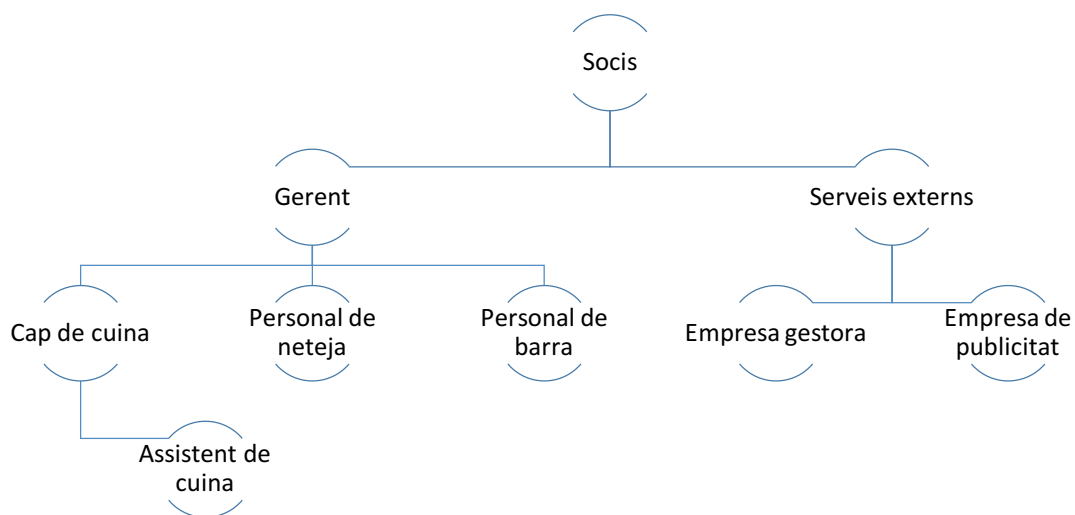 Socis
Gerent
Serveis externs
Cap de cuina
Personal de
neteja
Personal de
barra
Empresa gestora
Empresa de
publicitat
Assistent de
cuina